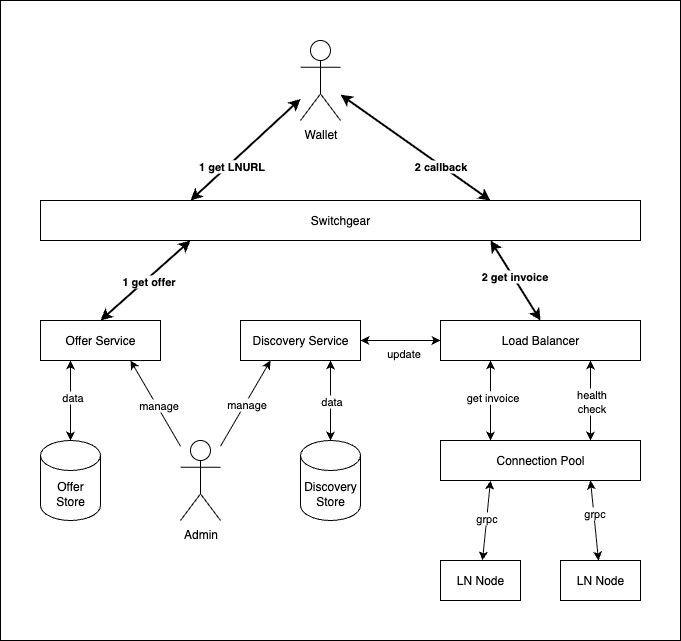 Wallet
1 get LNURL
2 callback
Switchgear
1 get offer
2 get invoice
Offer Service
Discovery Service
Load Balancer
update
data
manage
manage
data
get invoice
health
check
Offer
Store
Admin
Discovery
Store
Connection Pool
grpc
grpc
LN Node
LN Node